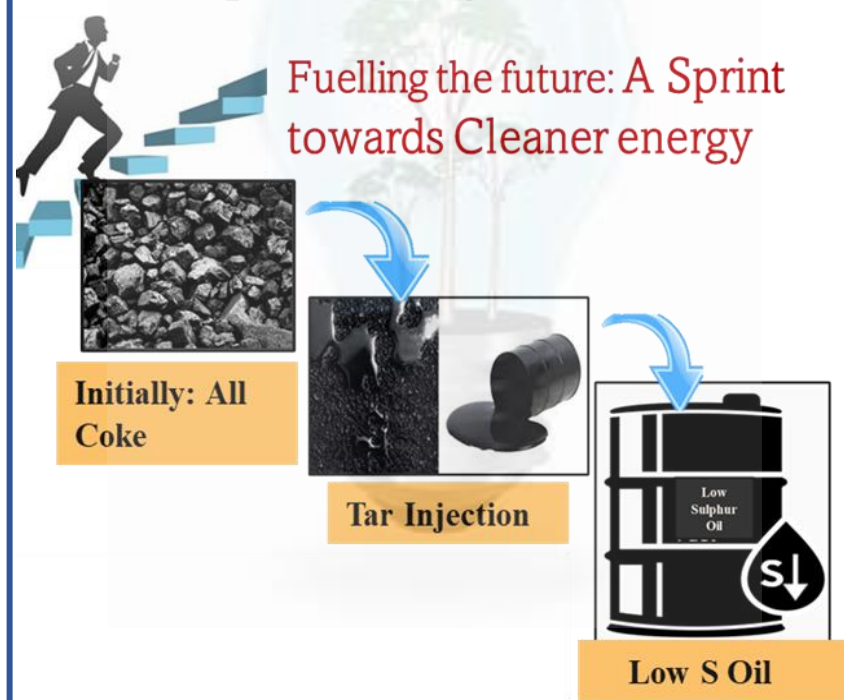 Fuelling the future: A Sprint
towards Cleaner energy
Initially: All
Coke
Tar Injection
Low
Sulphur
Oil
S
Low S Oil